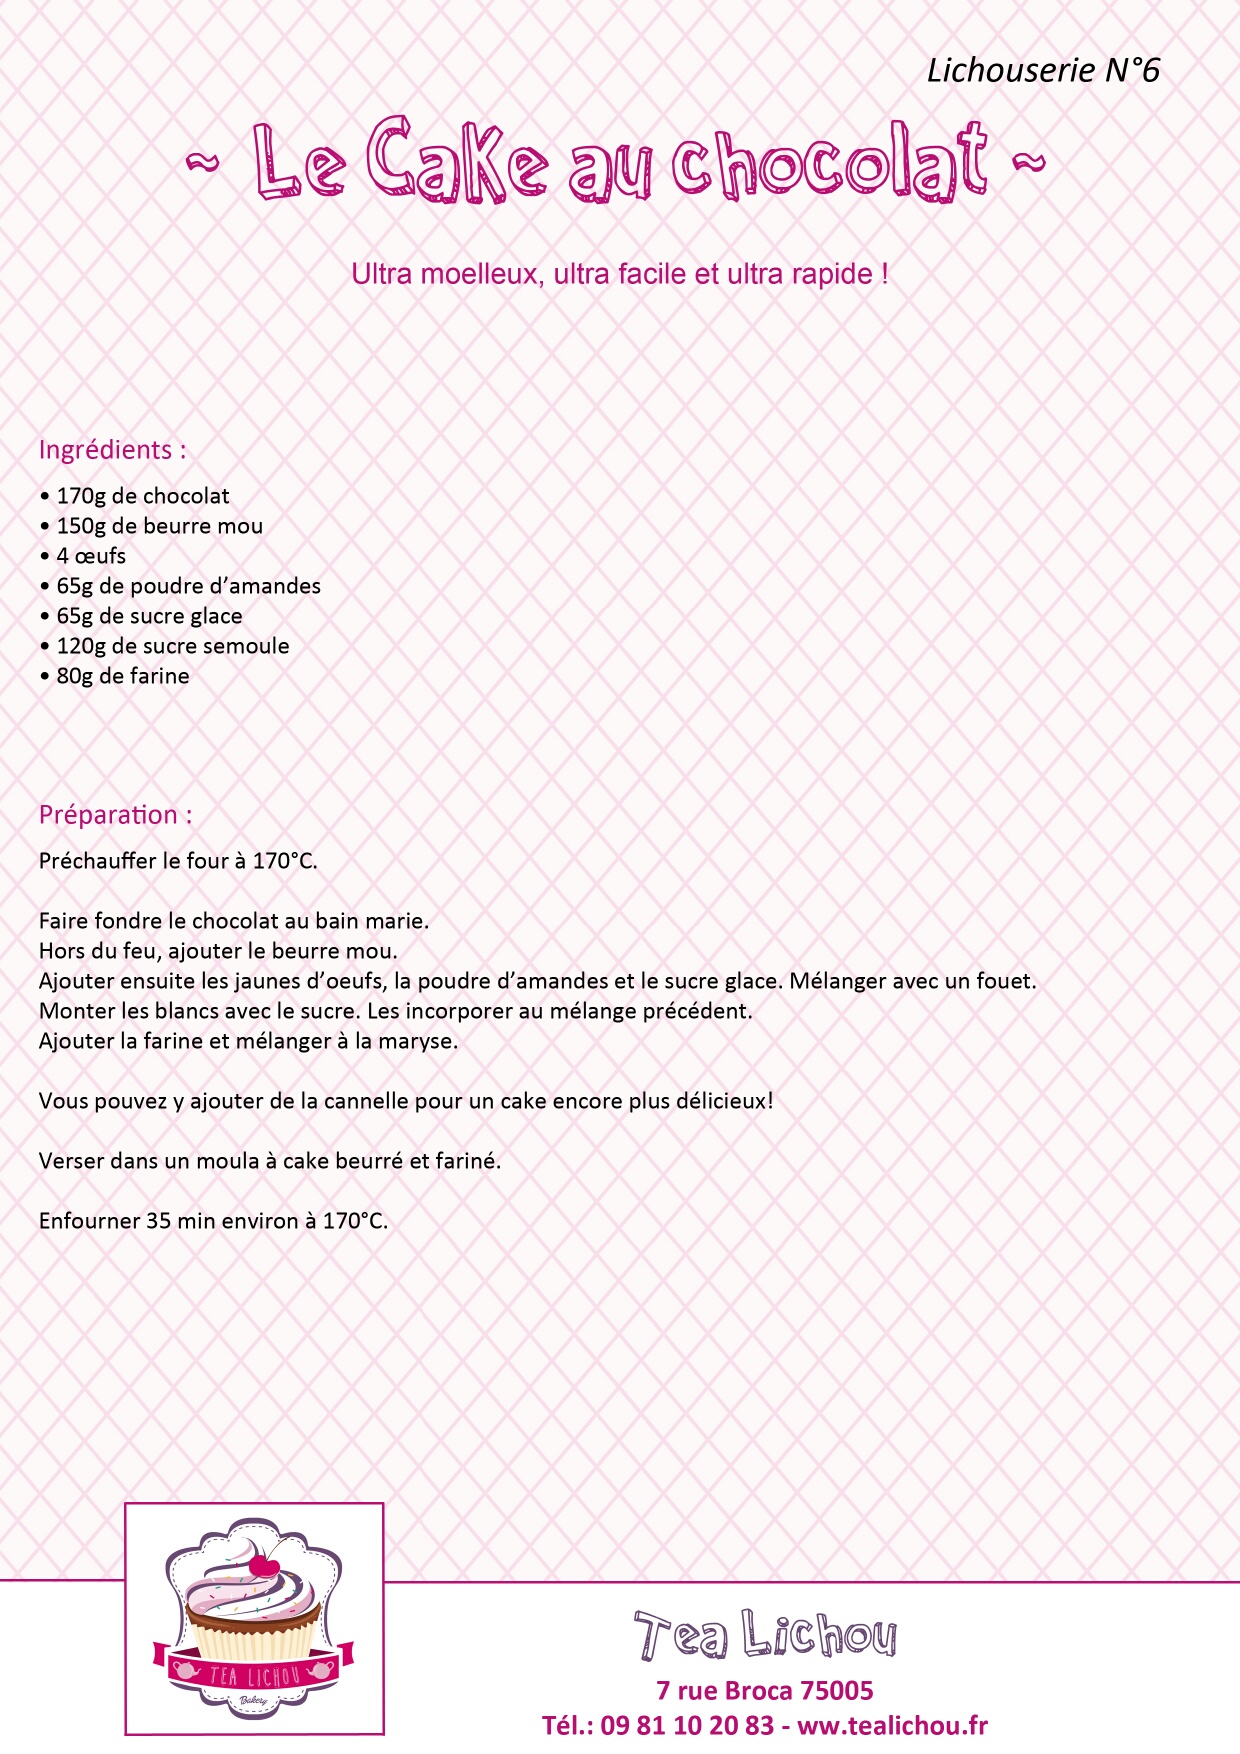 Lichouserie N°6
~ Le Cake au chocolat ~
Ultra moelleux, ultra facile et ultra rapide !
Ingrédients :
• 170g de chocolat
• 150g de beurre mou
• 4 œufs
• 65g de poudre d’amandes
• 65g de sucre glace
• 120g de sucre semoule
• 80g de farine
Préparation :
Préchauffer le four à 170°C.
Faire fondre le chocolat au bain marie.
Hors du feu, ajouter le beurre mou.
Ajouter ensuite les jaunes d’oeufs, la poudre d’amandes et le sucre glace. Mélanger avec un fouet.
Monter les blancs avec le sucre. Les incorporer au mélange précédent.
Ajouter la farine et mélanger à la maryse.
Vous pouvez y ajouter de la cannelle pour un cake encore plus délicieux!
Verser dans un moula à cake beurré et fariné.
Enfourner 35 min environ à 170°C.
TEA LICHOU
Bakery
Tea Lichou
7 rue Broca 75005
Tél.: 09 81 10 20 83 - ww.tealichou.fr